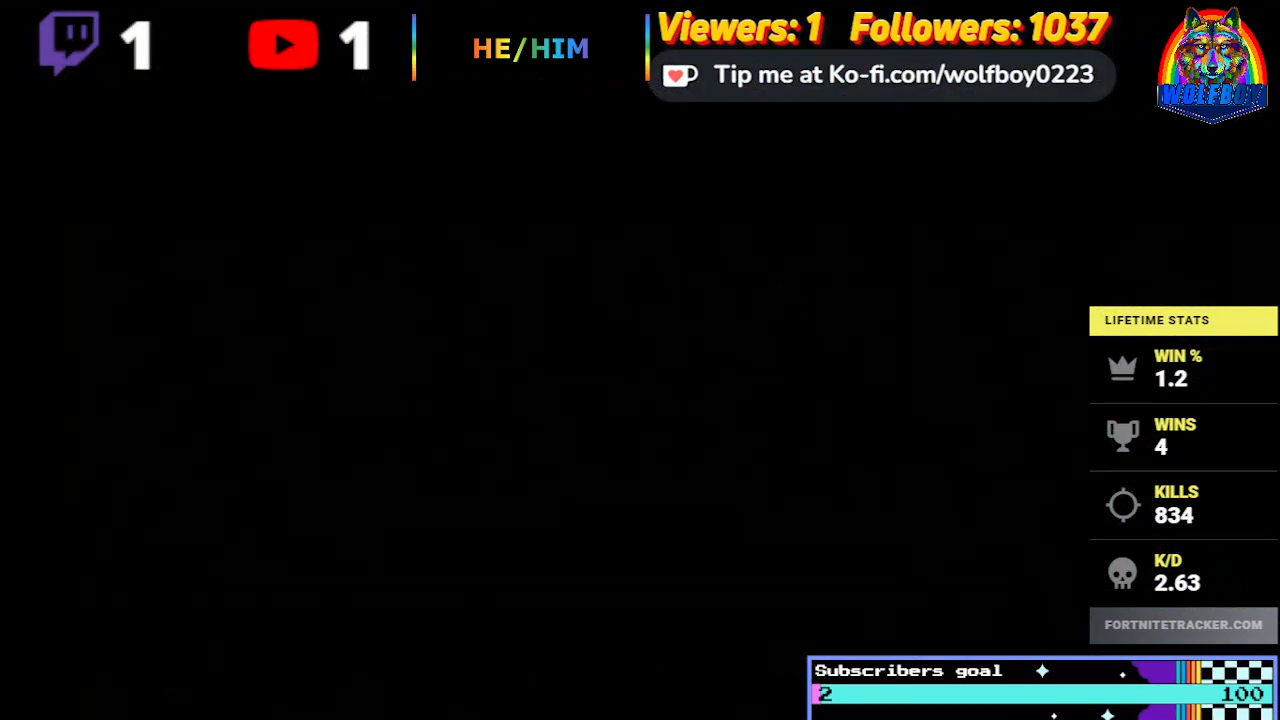 1
1
HE/HIM
Viewers: 1 Followers: 1037
Tip me at Ko-fi.com/wolfboy0223
WOLFBOY
LIFETIME STATS
WIN %
1.2
WINS
4
KILLS
834
K/D
2.63
FORTNITETRACKER.COM
Subscribers goal
2 100